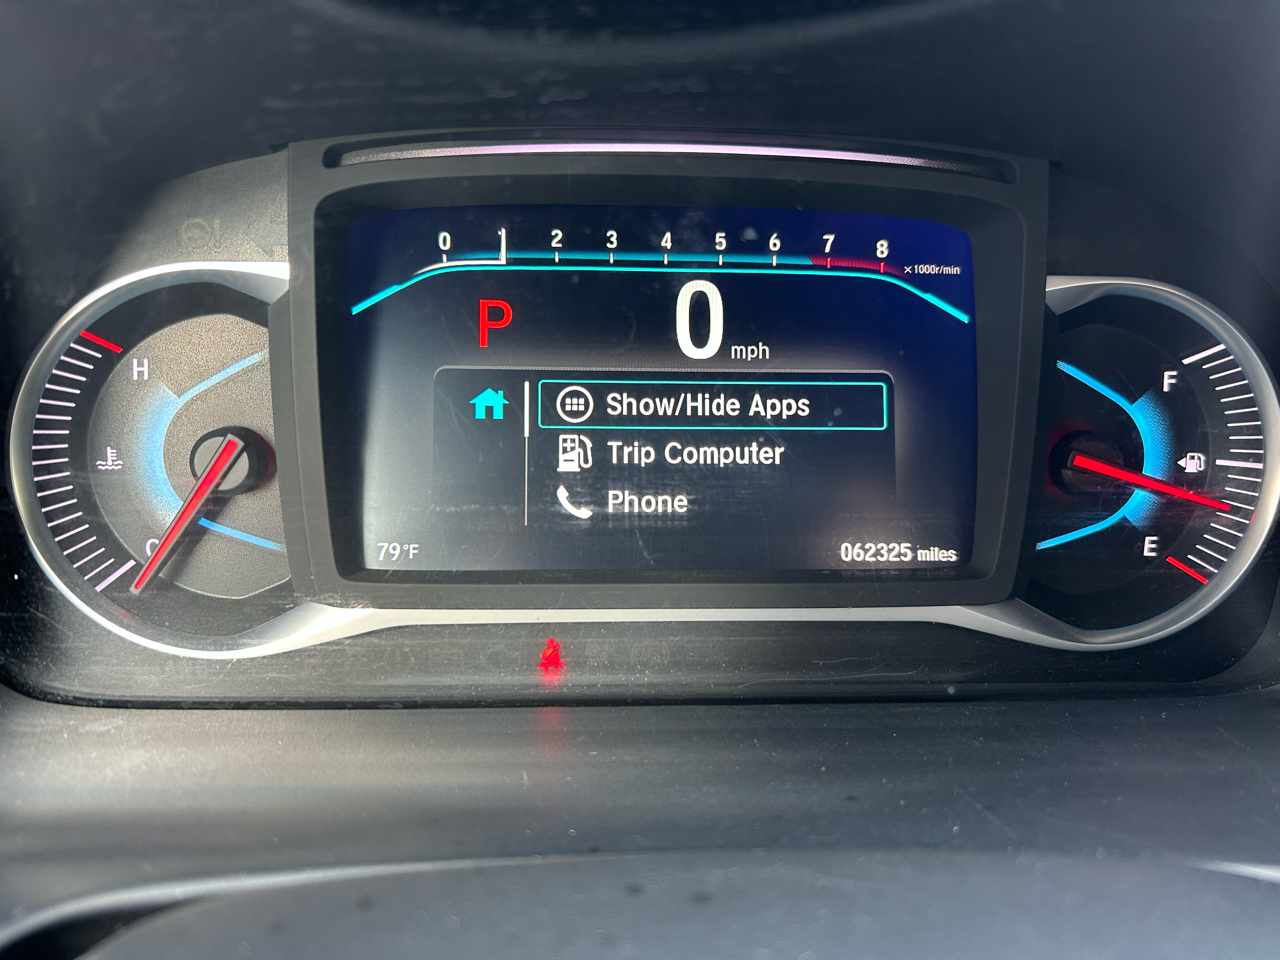 0 1 2 3 4 5 6 7 8 ×1000r/min
P 0 mph
H
F
Show/Hide Apps
Trip Computer
Phone
C
E
79°F
062325 miles